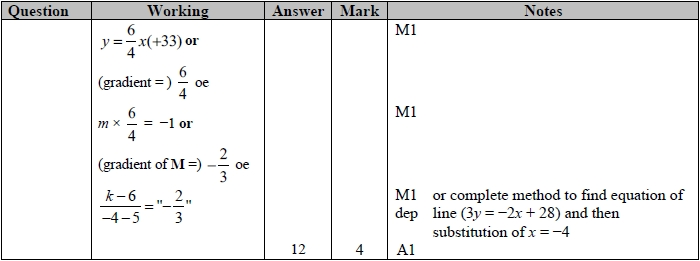 Question Working Answer Mark Notes
y = 6/4 x(+33) or M1
(gradient = ) 6/4 oe
m × 6/4 = −1 or M1
(gradient of M =) −2/3 oe
(k−6)/(−4−5) = "−2/3" M1 or complete method to find equation of
dep line (3y = −2x + 28) and then
substitution of x = −4
12 4 A1